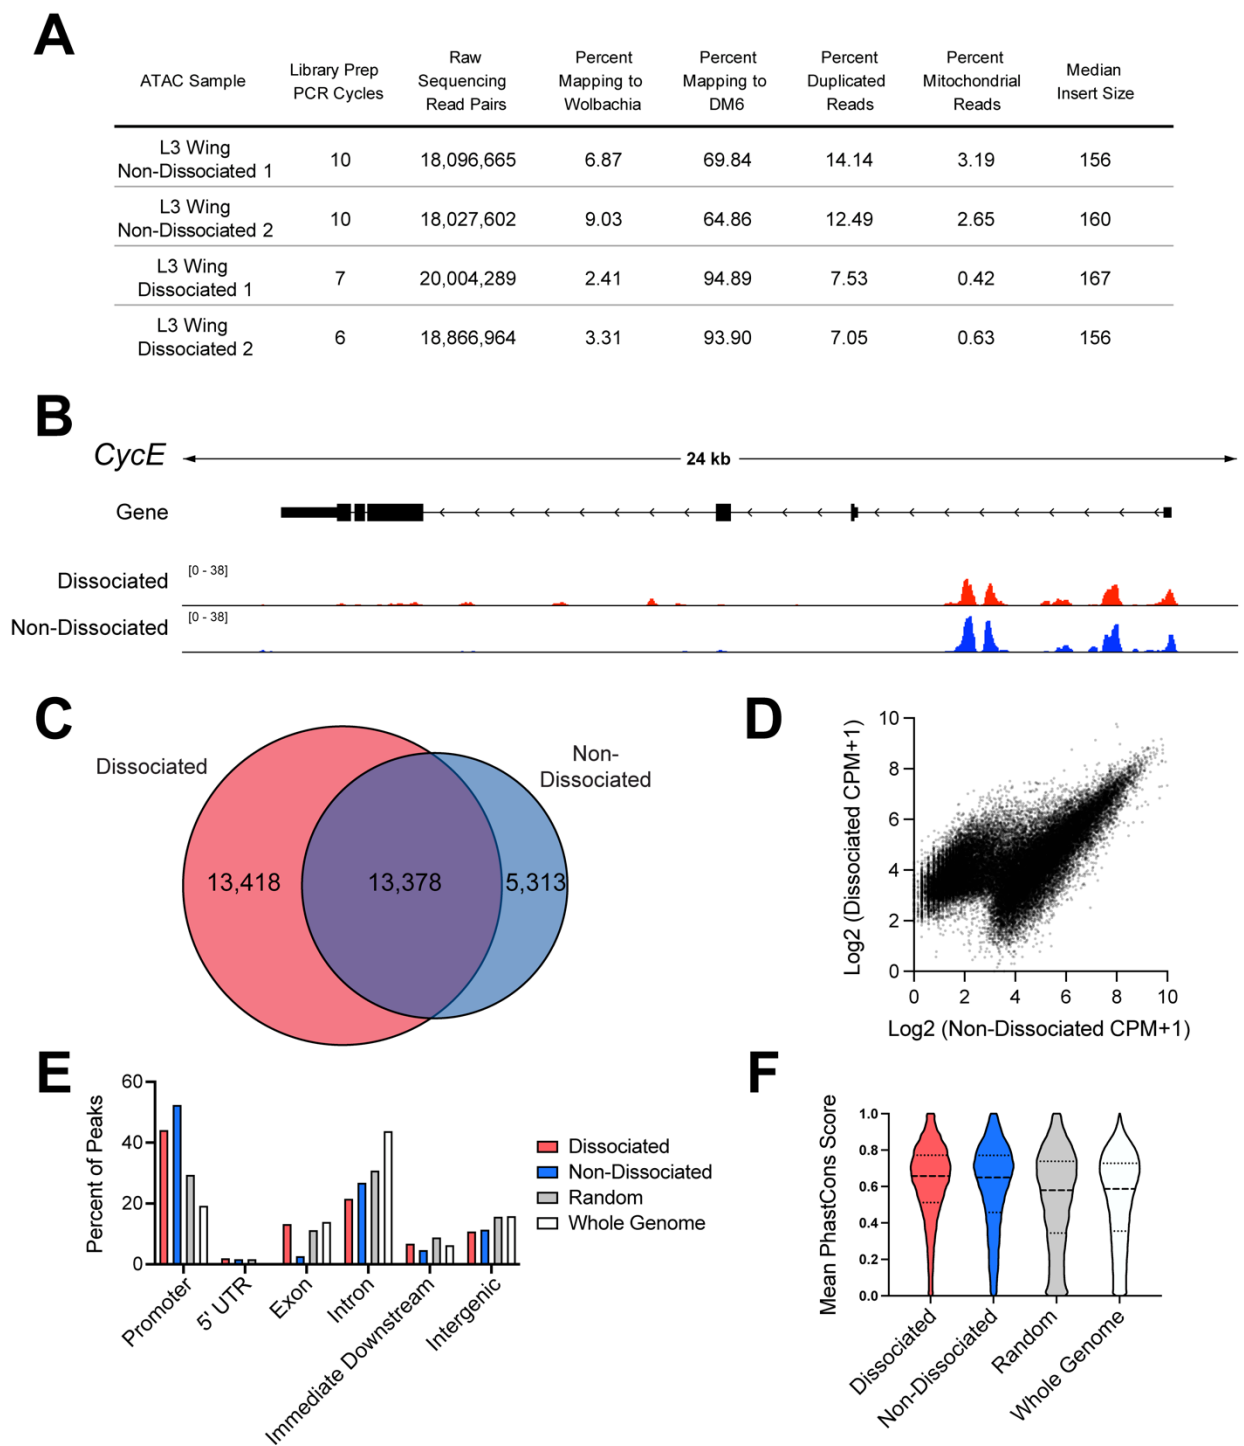 A
ATAC Sample
Library Prep
PCR Cycles
Raw
Sequencing
Read Pairs
Percent
Mapping to
Wolbachia
Percent
Mapping to
DM6
Percent
Duplicated
Reads
Percent
Mitochondrial
Reads
Median
Insert Size
L3 Wing
Non-Dissociated 1
10 18,096,665 6.87 69.84 14.14 3.19 156
L3 Wing
Non-Dissociated 2
10 18,027,602 9.03 64.86 12.49 2.65 160
L3 Wing
Dissociated 1
7 20,004,289 2.41 94.89 7.53 0.42 167
L3 Wing
Dissociated 2
6 18,866,964 3.31 93.90 7.05 0.63 156
B
CycE
24 kb
Gene
Dissociated
[0 - 38]
Non-Dissociated
[0 - 38]
C
Dissociated
Non-
Dissociated
13,418 13,378 5,313
D
Log2 (Dissociated CPM+1)
10
8
6
4
2
0
0 2 4 6 8 10
Log2 (Non-Dissociated CPM+1)
E
Percent of Peaks
60
40
20
0
Promoter
5' UTR
Exon
Intron
Immediate Downstream
Intergenic
Dissociated
Non-Dissociated
Random
Whole Genome
F
Mean PhastCons Score
1.0
0.8
0.6
0.4
0.2
0.0
Dissociated
Non-Dissociated
Random
Whole Genome